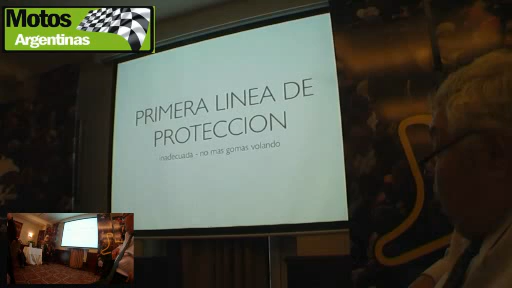 Motos
Argentinas
PRIMERA LINEA DE
PROTECCION
inadecuada - no mas gomas volando